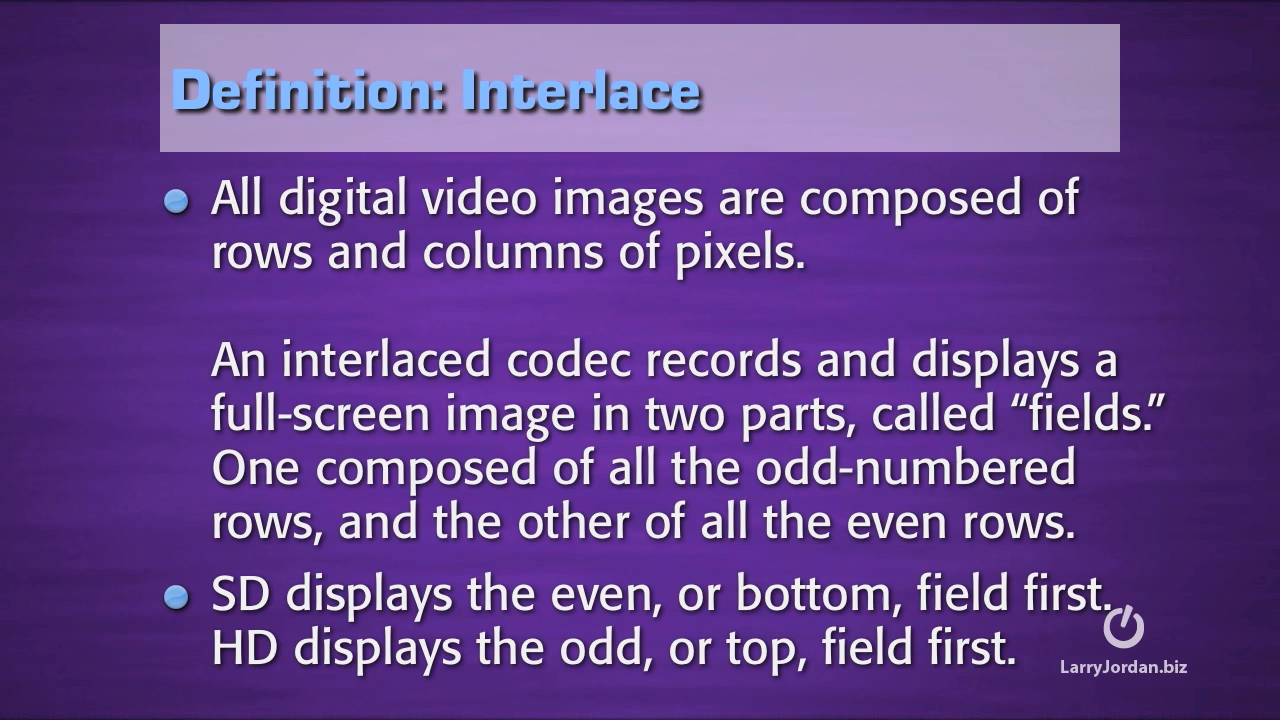 Definition: Interlace
All digital video images are composed of
rows and columns of pixels.
An interlaced codec records and displays a
full-screen image in two parts, called “fields.”
One composed of all the odd-numbered
rows, and the other of all the even rows.
SD displays the even, or bottom, field first.
HD displays the odd, or top, field first.
LarryJordan.biz